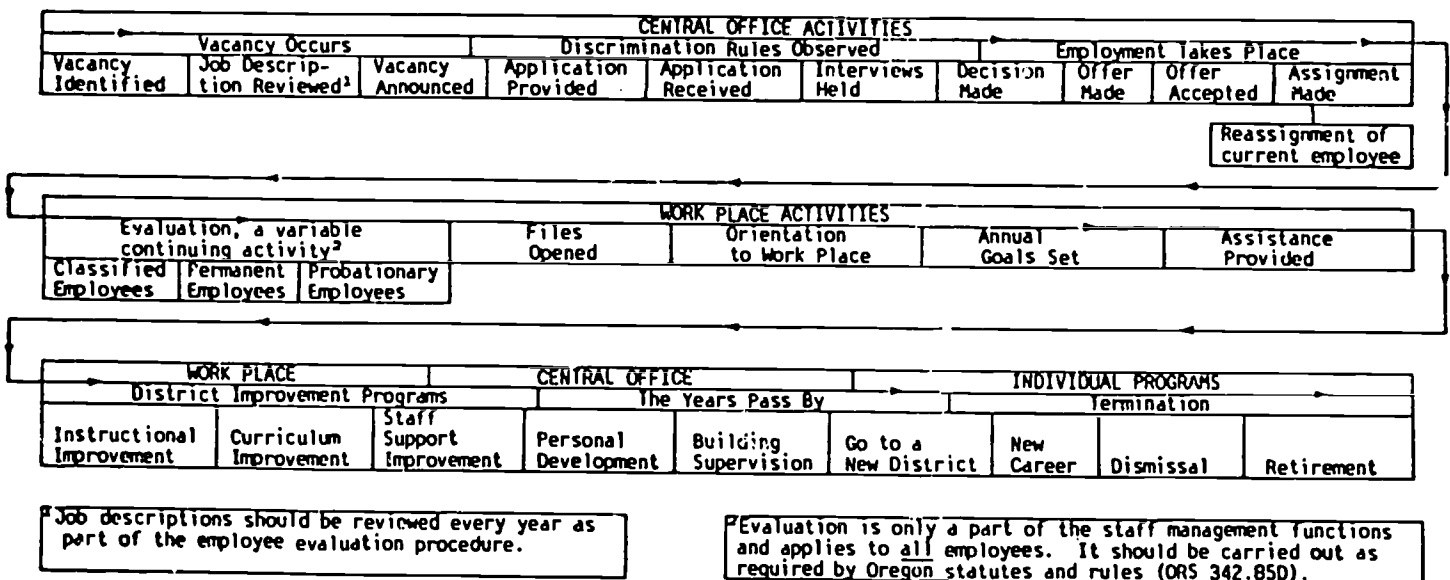 CENTRAL OFFICE ACTIVITIES
Vacancy Occurs
Discrimination Rules Observed
Employment Takes Place
Vacancy
Identified
Job Descrip-
tion Reviewed¹
Vacancy
Announced
Application
Provided
Application
Received
Interviews
Held
Decision
Made
Offer
Made
Offer
Accepted
Assignment
Made
Reassignment of
current employee
WORK PLACE ACTIVITIES
Evaluation, a variable
continuing activity²
Files
Opened
Orientation
to Work Place
Annual
Goals Set
Assistance
Provided
Classified
Employees
Permanent
Employees
Probationary
Employees
WORK PLACE
CENTRAL OFFICE
INDIVIDUAL PROGRAMS
District Improvement Programs
The Years Pass By
Termination
Instructional
Improvement
Curriculum
Improvement
Staff
Support
Improvement
Personal
Development
Building
Supervision
Go to a
New District
New
Career
Dismissal
Retirement
¹Job descriptions should be reviewed every year as
part of the employee evaluation procedure.
²Evaluation is only a part of the staff management functions
and applies to all employees. It should be carried out as
required by Oregon statutes and rules (ORS 342.850).